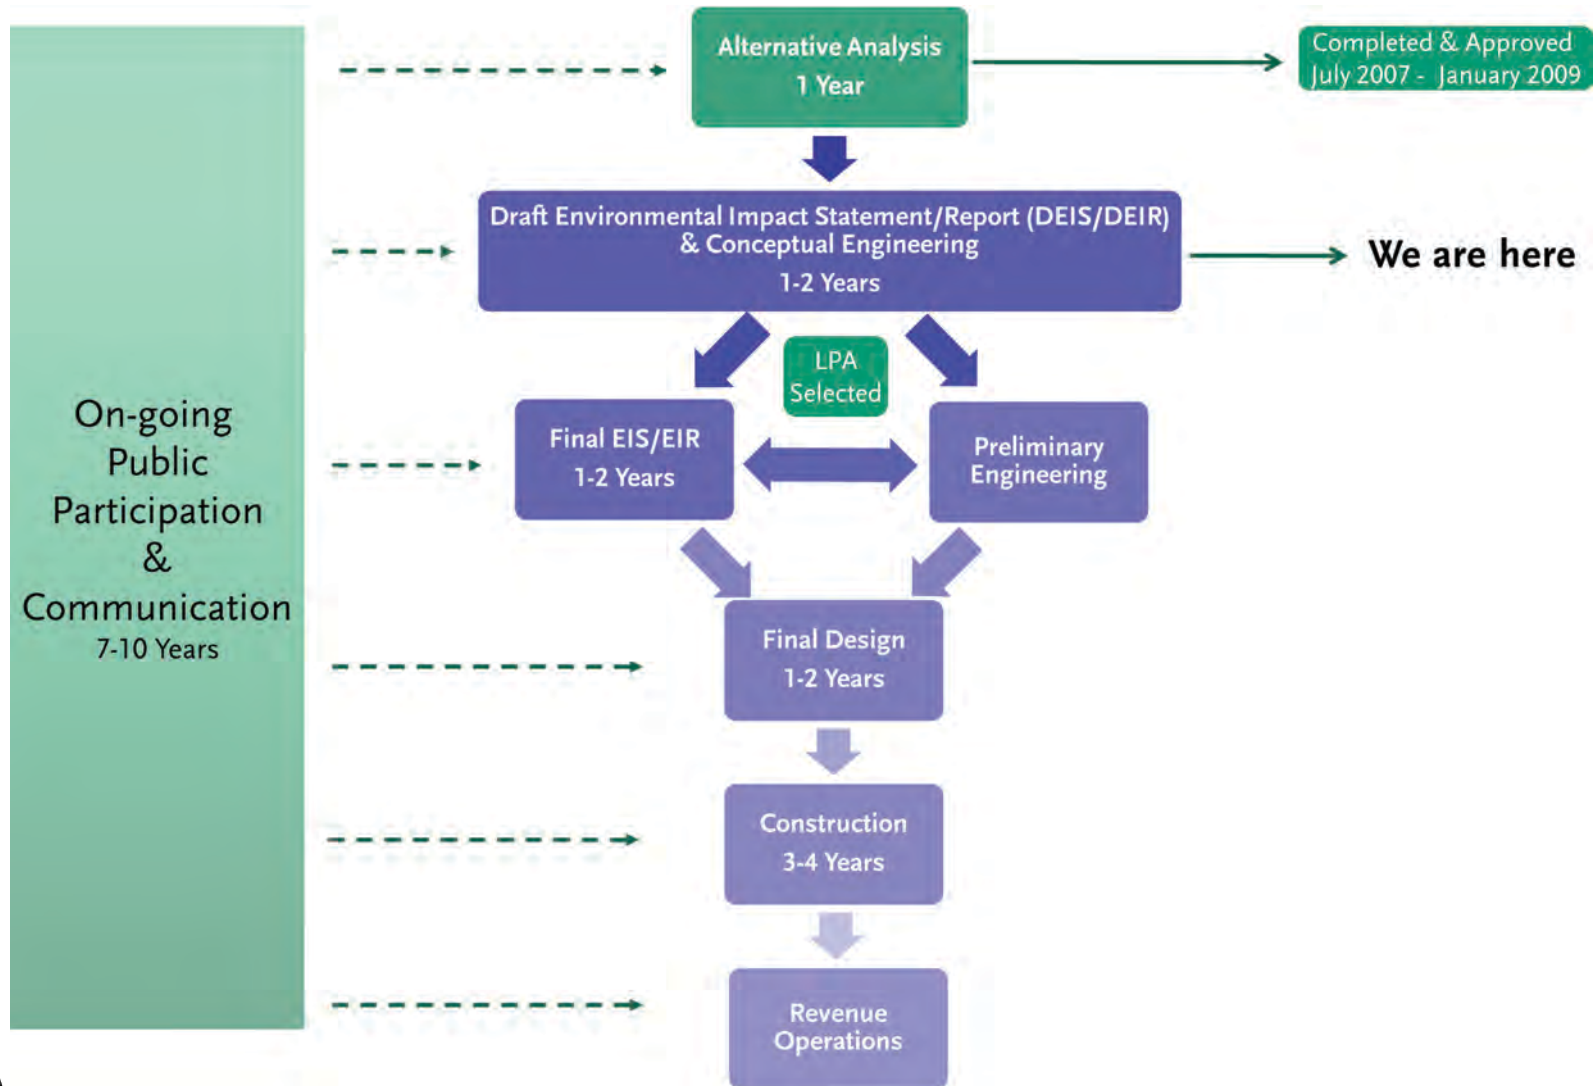 Alternative Analysis
1 Year
Completed & Approved
July 2007 - January 2009
Draft Environmental Impact Statement/Report (DEIS/DEIR)
& Conceptual Engineering
1-2 Years
We are here
LPA
Selected
Final EIS/EIR
1-2 Years
Preliminary
Engineering
On-going
Public
Participation
&
Communication
7-10 Years
Final Design
1-2 Years
Construction
3-4 Years
Revenue
Operations